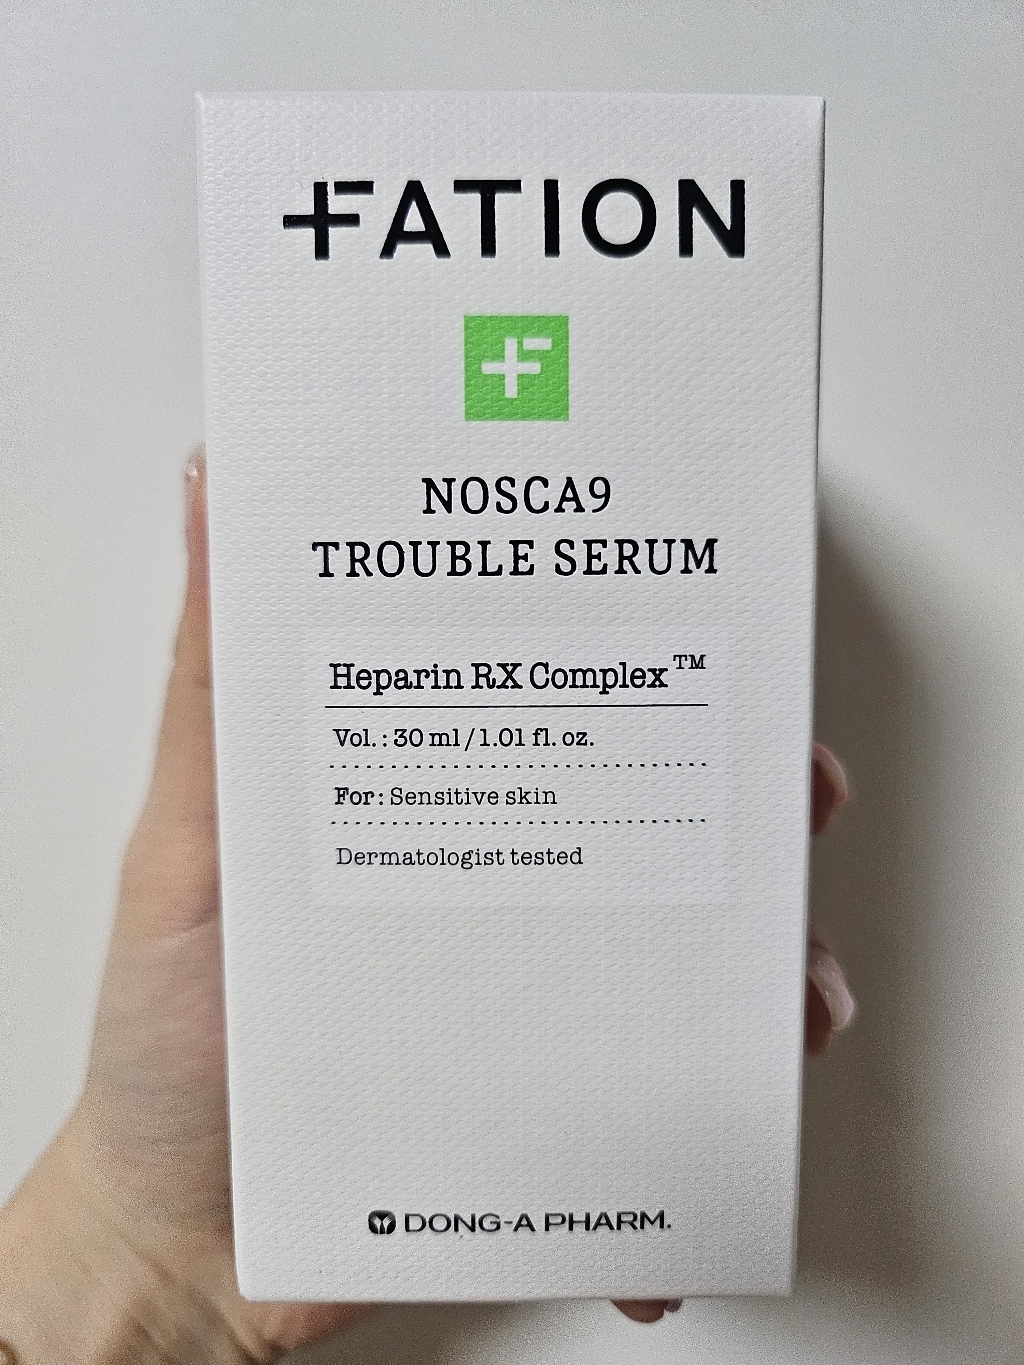 FATION
NOSCA9
TROUBLE SERUM
Heparin RX Complex™
Vol. : 30 ml / 1.01 fl. oz.
For : Sensitive skin
Dermatologist tested
DONG-A PHARM.